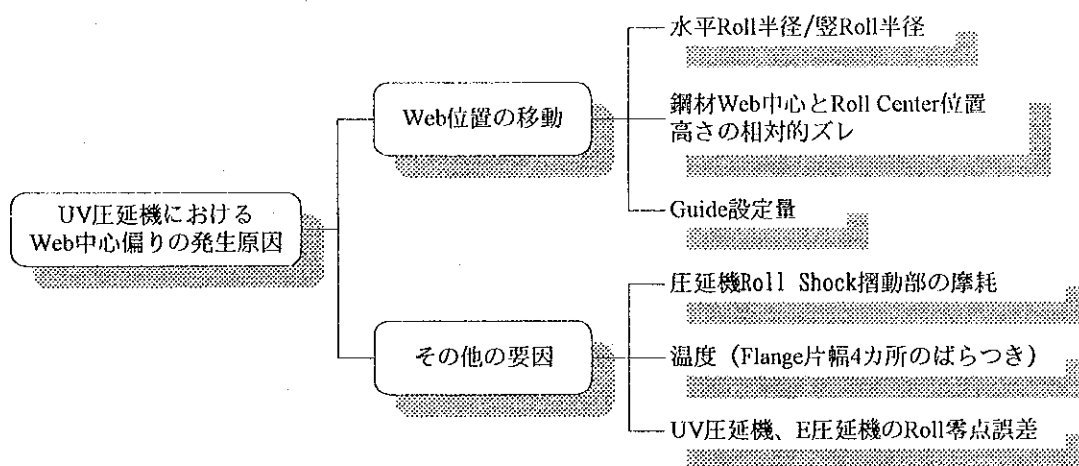 UV圧延機における
Web中心偏りの発生原因
Web位置の移動
水平Roll半径/竪Roll半径
鋼材Web中心とRoll Center位置
高さの相対的ズレ
Guide設定量
その他の要因
圧延機Roll Shock摺動部の摩耗
温度（Flange片幅4カ所のばらつき）
UV圧延機、E圧延機のRoll零点誤差